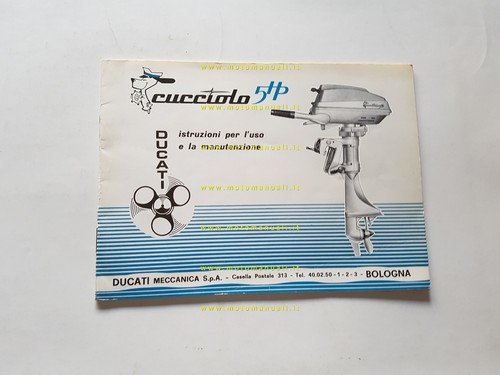 cucciolo 5HP
istruzioni per l'uso
e la manutenzione
DUCATI
DUCATI MECCANICA S.p.A. - Casella Postale 313 - Tel. 40.02.50 - 1 - 2 - 3 - BOLOGNA
www.motomanuali.it
www.motomanuali.it
www.motomanuali.it
www.motomanuali.it
www.motomanuali.it
www.motomanuali.it